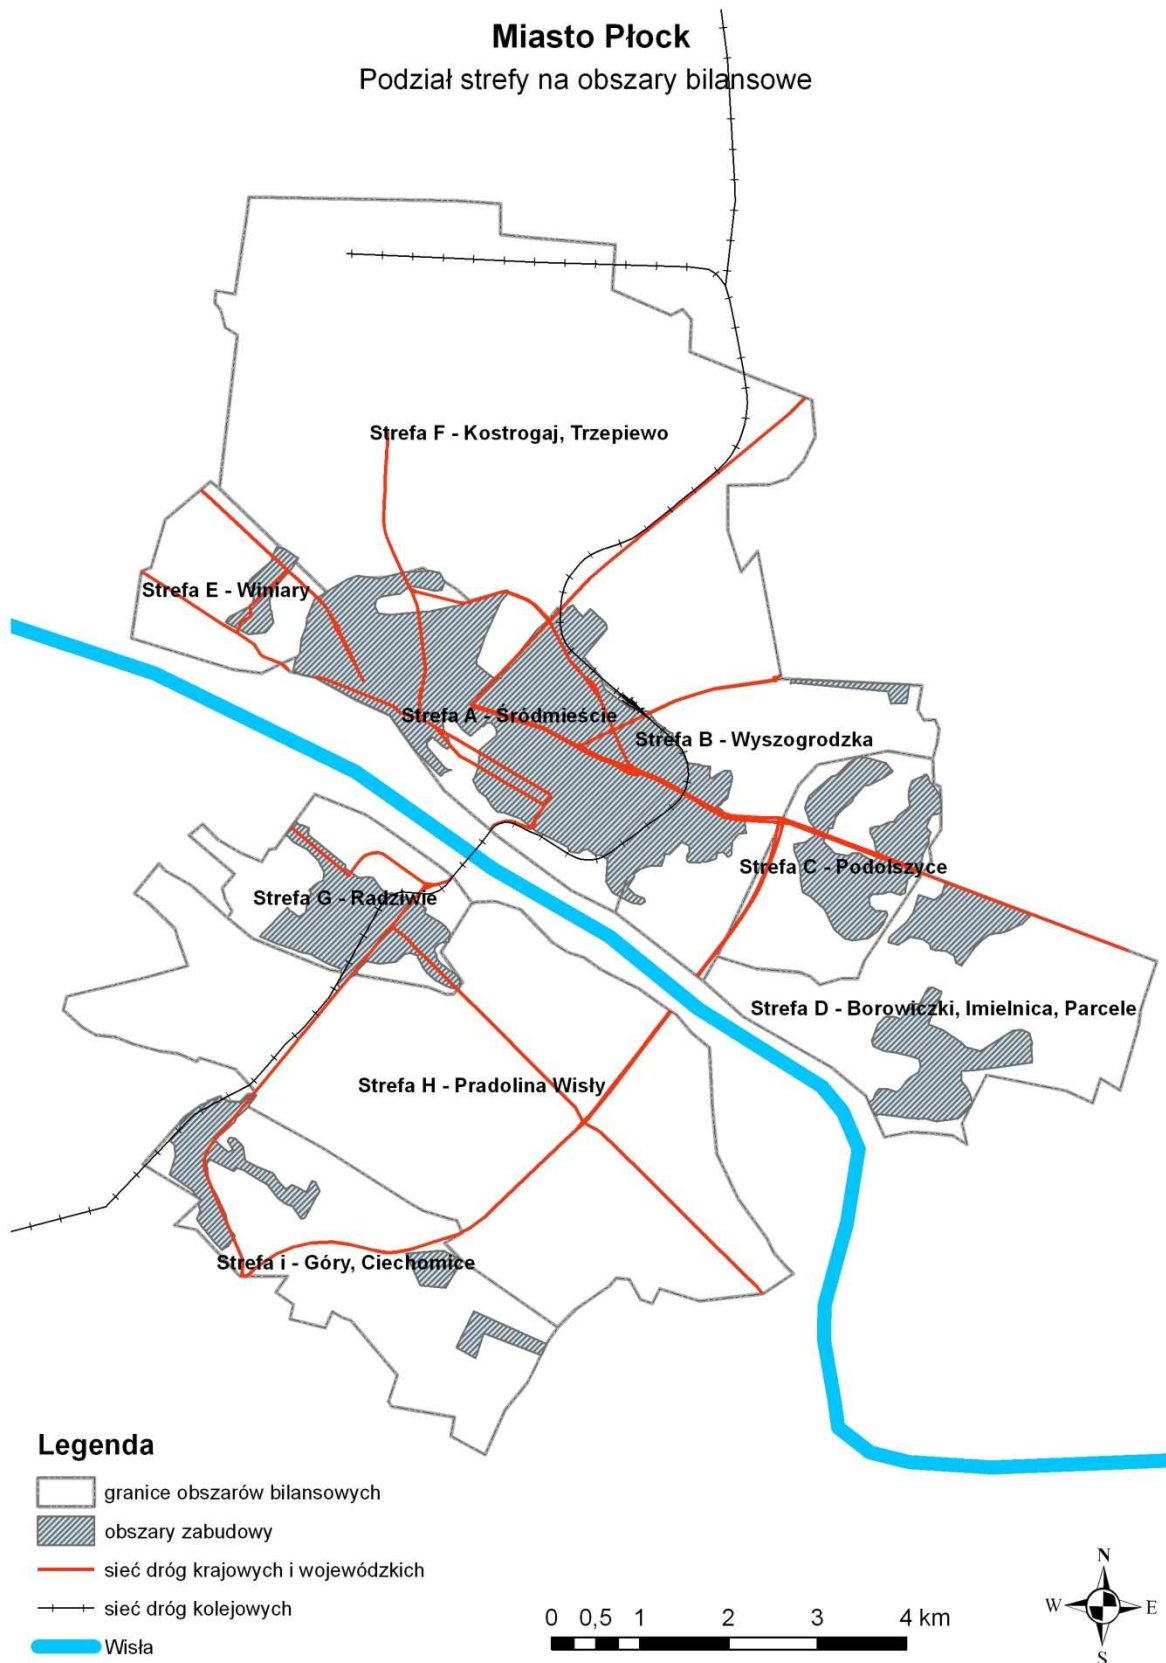 Miasto Płock
Podział strefy na obszary bilansowe
Strefa F - Kostrogaj, Trzepiewo
Strefa E - Winiary
Strefa A - Sródmieście
Strefa B - Wyszogrodzka
Strefa C - Podolszyce
Strefa G - Radziwie
Strefa D - Borowiczki, Imielnica, Parcele
Strefa H - Pradolina Wisły
Strefa i - Góry, Ciechomice
Legenda
granice obszarów bilansowych
obszary zabudowy
sieć dróg krajowych i wojewódzkich
sieć dróg kolejowych
Wisła
0 0,5 1 2 3 4 km
N
W E
S